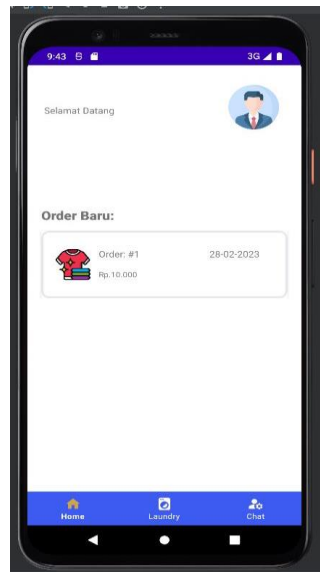 9:43 3G
Selamat Datang
Order Baru:
Order: #1 28-02-2023
Rp.10.000
Home Laundry Chat